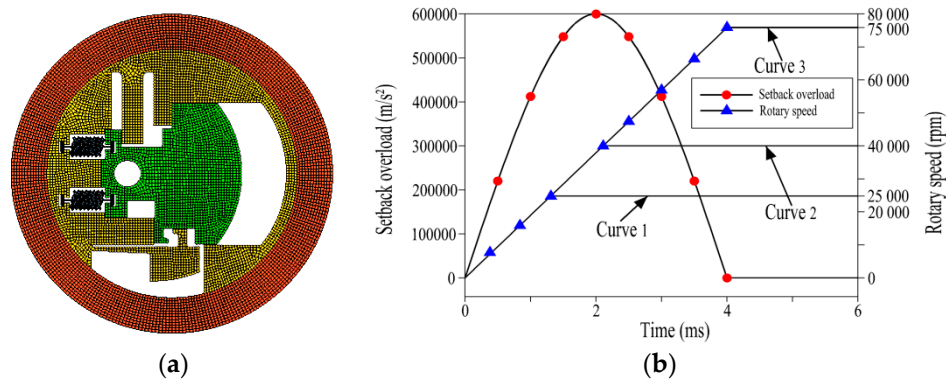 600000
500000
400000
300000
200000
100000
0
Setback overload (m/s²)
0
2
4
6
Time (ms)
80 000
75 000
60 000
40 000
25 000
20 000
0
Rotary speed (rpm)
Curve 3
Setback overload
Rotary speed
Curve 2
Curve 1
(a)
(b)